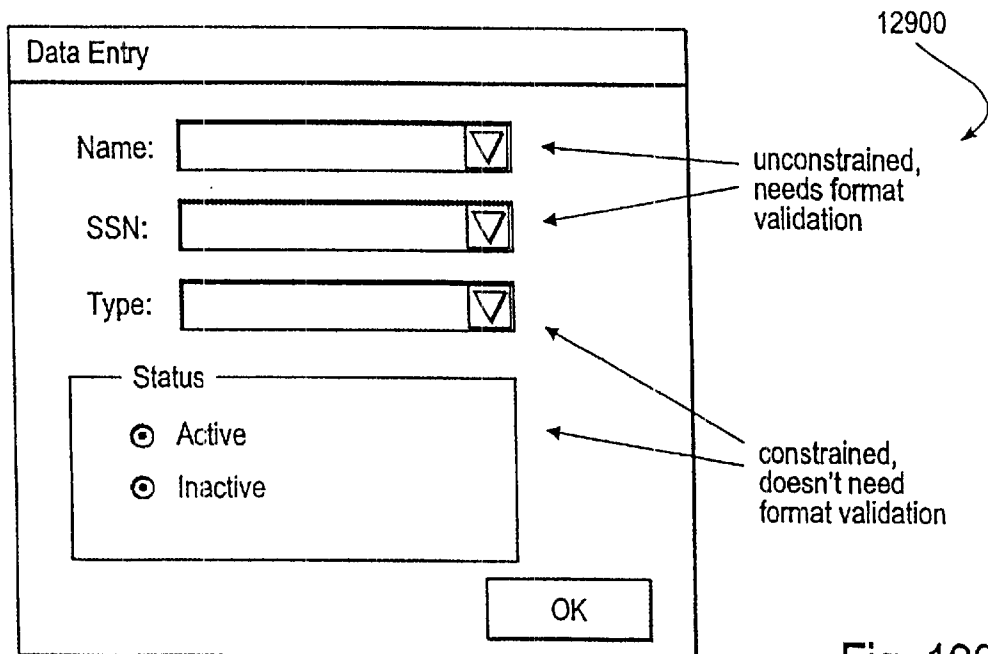 12900
Data Entry
Name:
SSN:
Type:
unconstrained,
needs format
validation
Status
Active
Inactive
constrained,
doesn't need
format validation
OK